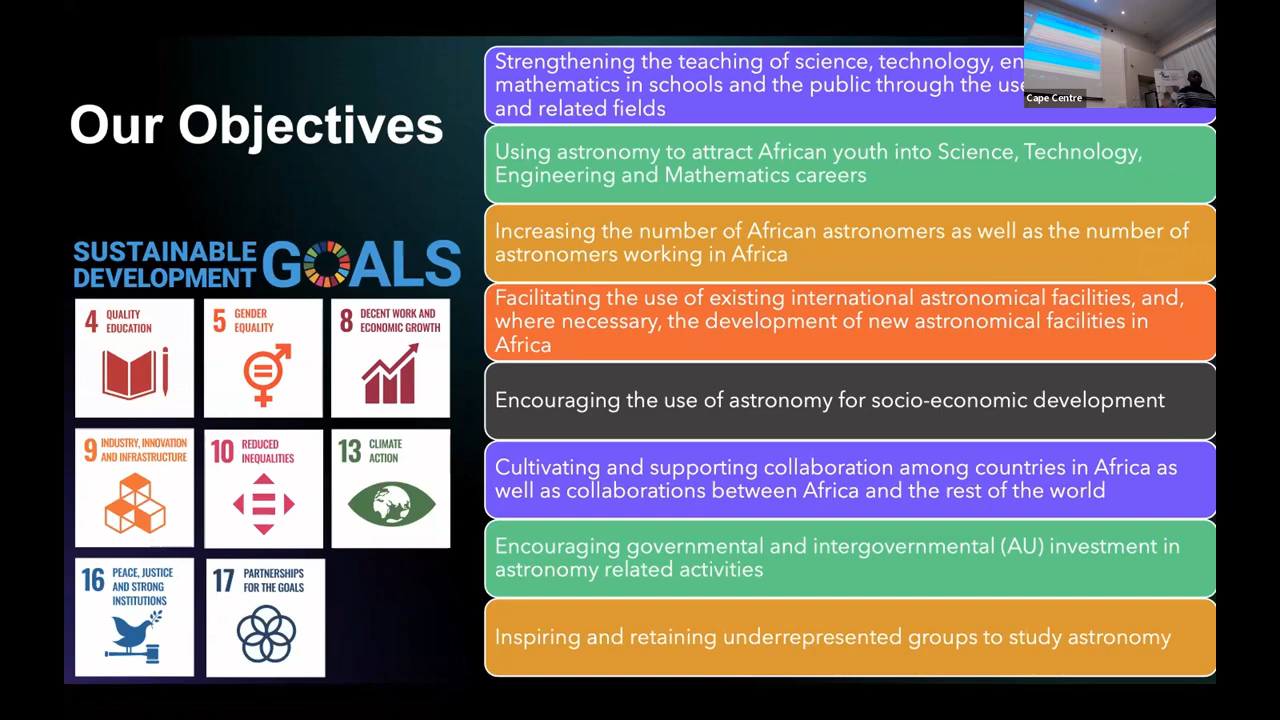 Our Objectives
SUSTAINABLE
DEVELOPMENT
GOALS
4 QUALITY
EDUCATION
5 GENDER
EQUALITY
8 DECENT WORK AND
ECONOMIC GROWTH
9 INDUSTRY, INNOVATION
AND INFRASTRUCTURE
10 REDUCED
INEQUALITIES
13 CLIMATE
ACTION
16 PEACE, JUSTICE
AND STRONG
INSTITUTIONS
17 PARTNERSHIPS
FOR THE GOALS
Strengthening the teaching of science, technology,
mathematics in schools and the public through the
and related fields
Using astronomy to attract African youth into Science, Technology,
Engineering and Mathematics careers
Increasing the number of African astronomers as well as the number of
astronomers working in Africa
Facilitating the use of existing international astronomical facilities, and,
where necessary, the development of new astronomical facilities in
Africa
Encouraging the use of astronomy for socio-economic development
Cultivating and supporting collaboration among countries in Africa as
well as collaborations between Africa and the rest of the world
Encouraging governmental and intergovernmental (AU) investment in
astronomy related activities
Inspiring and retaining underrepresented groups to study astronomy
Cape Centre